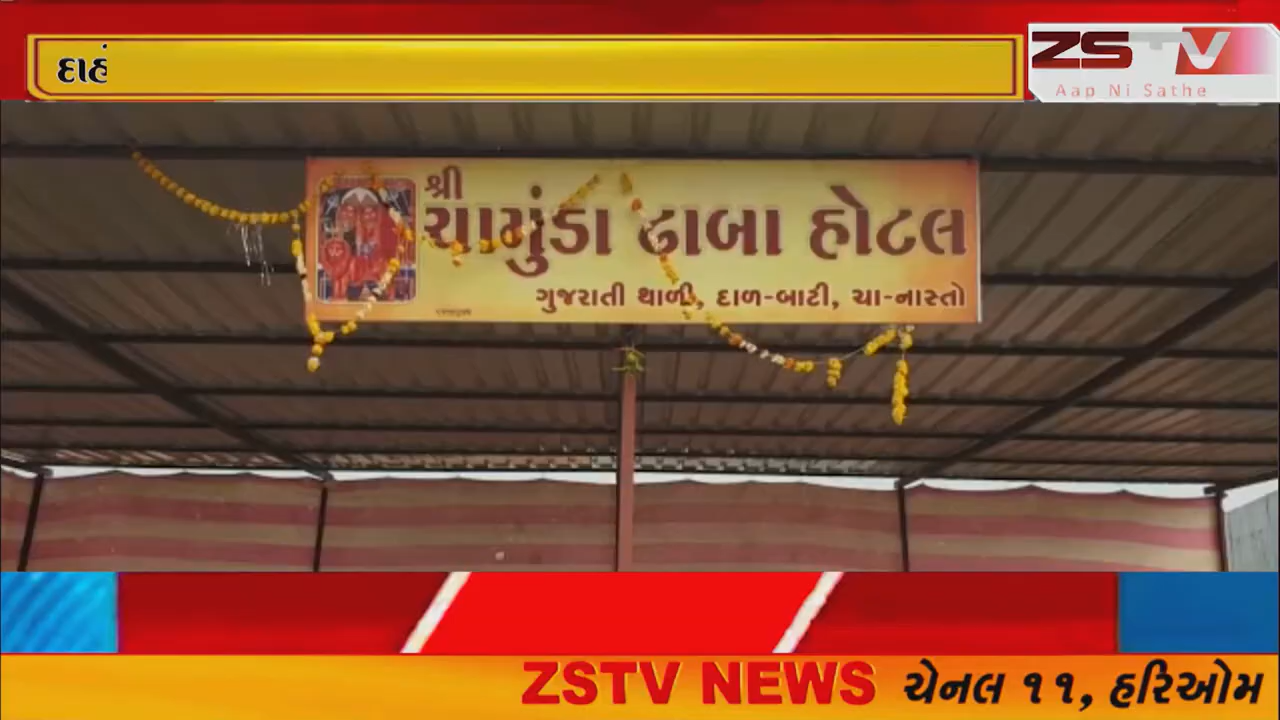 દાહં
ZSTV
Aap Ni Sathe
શ્રી
ચામુંડા ઢાબા હોટલ
ગુજરાતી થાળી, દાળ-બાટી, ચા-નાસ્તો
ZSTV NEWS ચેનલ ૧૧, હરિઓમ